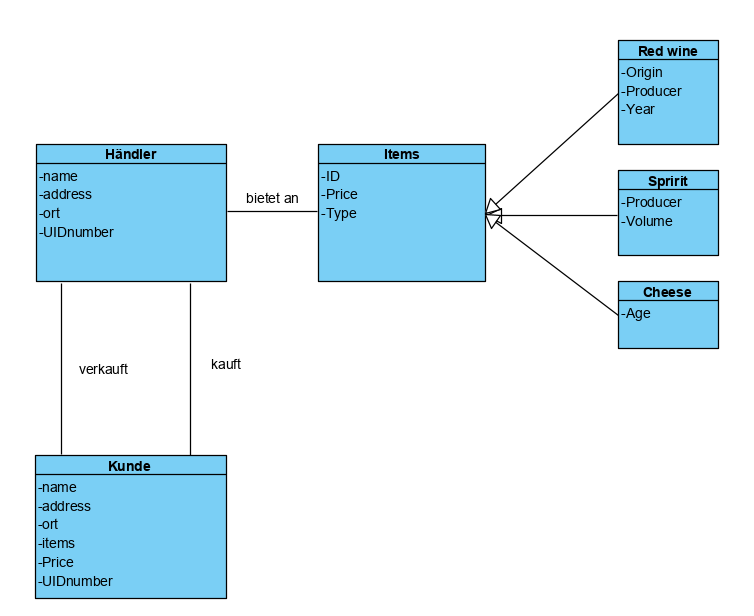 Händler
-name
-address
-ort
-UIDnumber
bietet an
Items
-ID
-Price
-Type
Red wine
-Origin
-Producer
-Year
Spririt
-Producer
-Volume
Cheese
-Age
verkauft
kauft
Kunde
-name
-address
-ort
-items
-Price
-UIDnumber